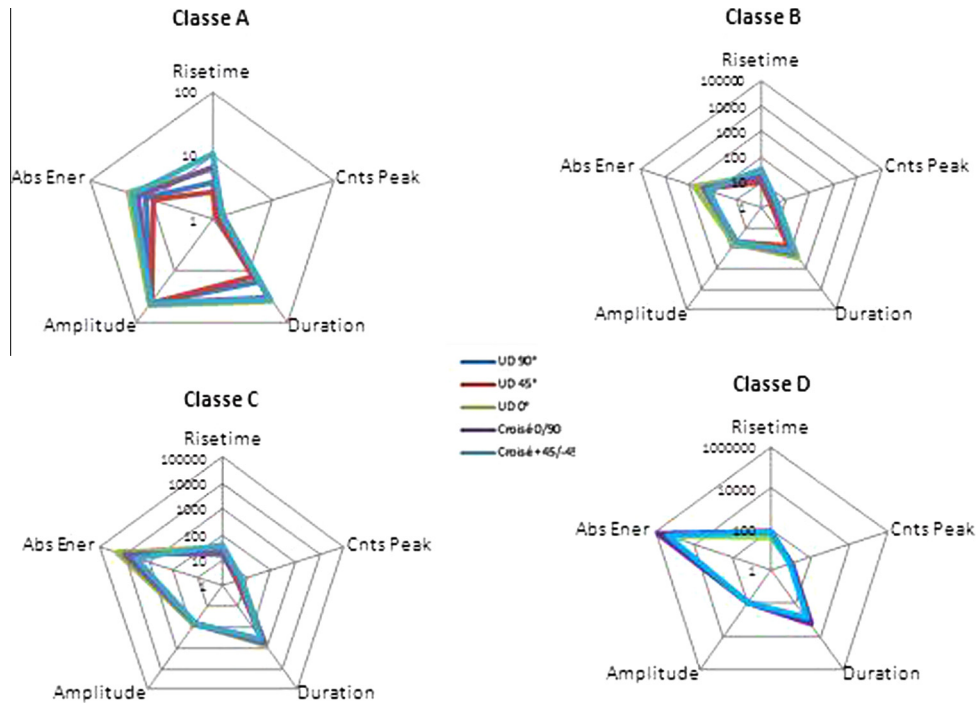 Classe A
Risetime
100
10
1
Abs Ener
Cnts Peak
Amplitude
Duration
Classe B
Risetime
100000
10000
1000
100
10
1
Abs Ener
Cnts Peak
Amplitude
Duration
UD 90°
UD 45°
UD 0°
Croisé 0/90
Croisé +45/-45
Classe C
Risetime
100000
10000
1000
100
10
1
Abs Ener
Cnts Peak
Amplitude
Duration
Classe D
Risetime
1000000
10000
100
1
Abs Ener
Cnts Peak
Amplitude
Duration